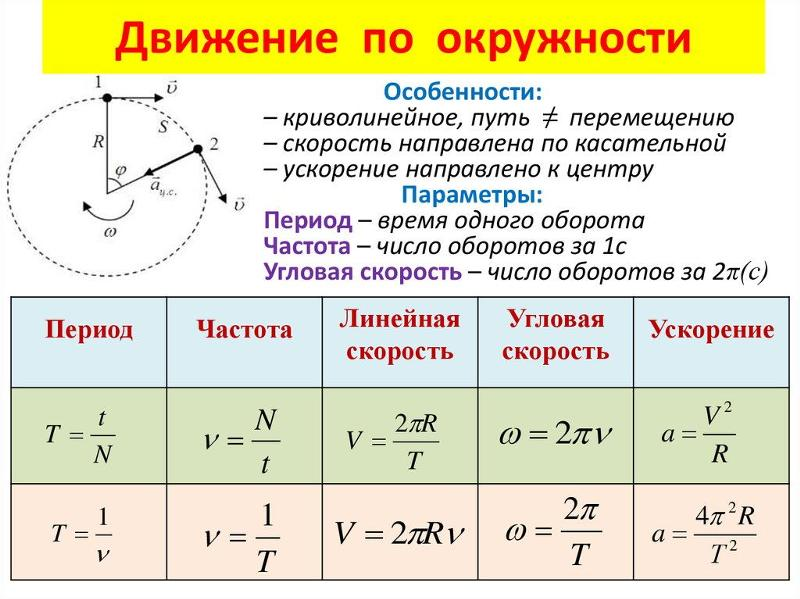 Движение по окружности
1
υ⃗
S
R
2
φ
a⃗ц.с.
υ⃗
ω
Особенности:
– криволинейное, путь ≠ перемещению
– скорость направлена по касательной
– ускорение направлено к центру
Параметры:
Период – время одного оборота
Частота – число оборотов за 1с
Угловая скорость – число оборотов за 2π(с)
Период Частота Линейная скорость Угловая скорость Ускорение
T = t/N ν = N/t V = 2πR/T ω = 2πν a = V²/R
T = 1/ν ν = 1/T V = 2πRν ω = 2π/T a = 4π²R/T²